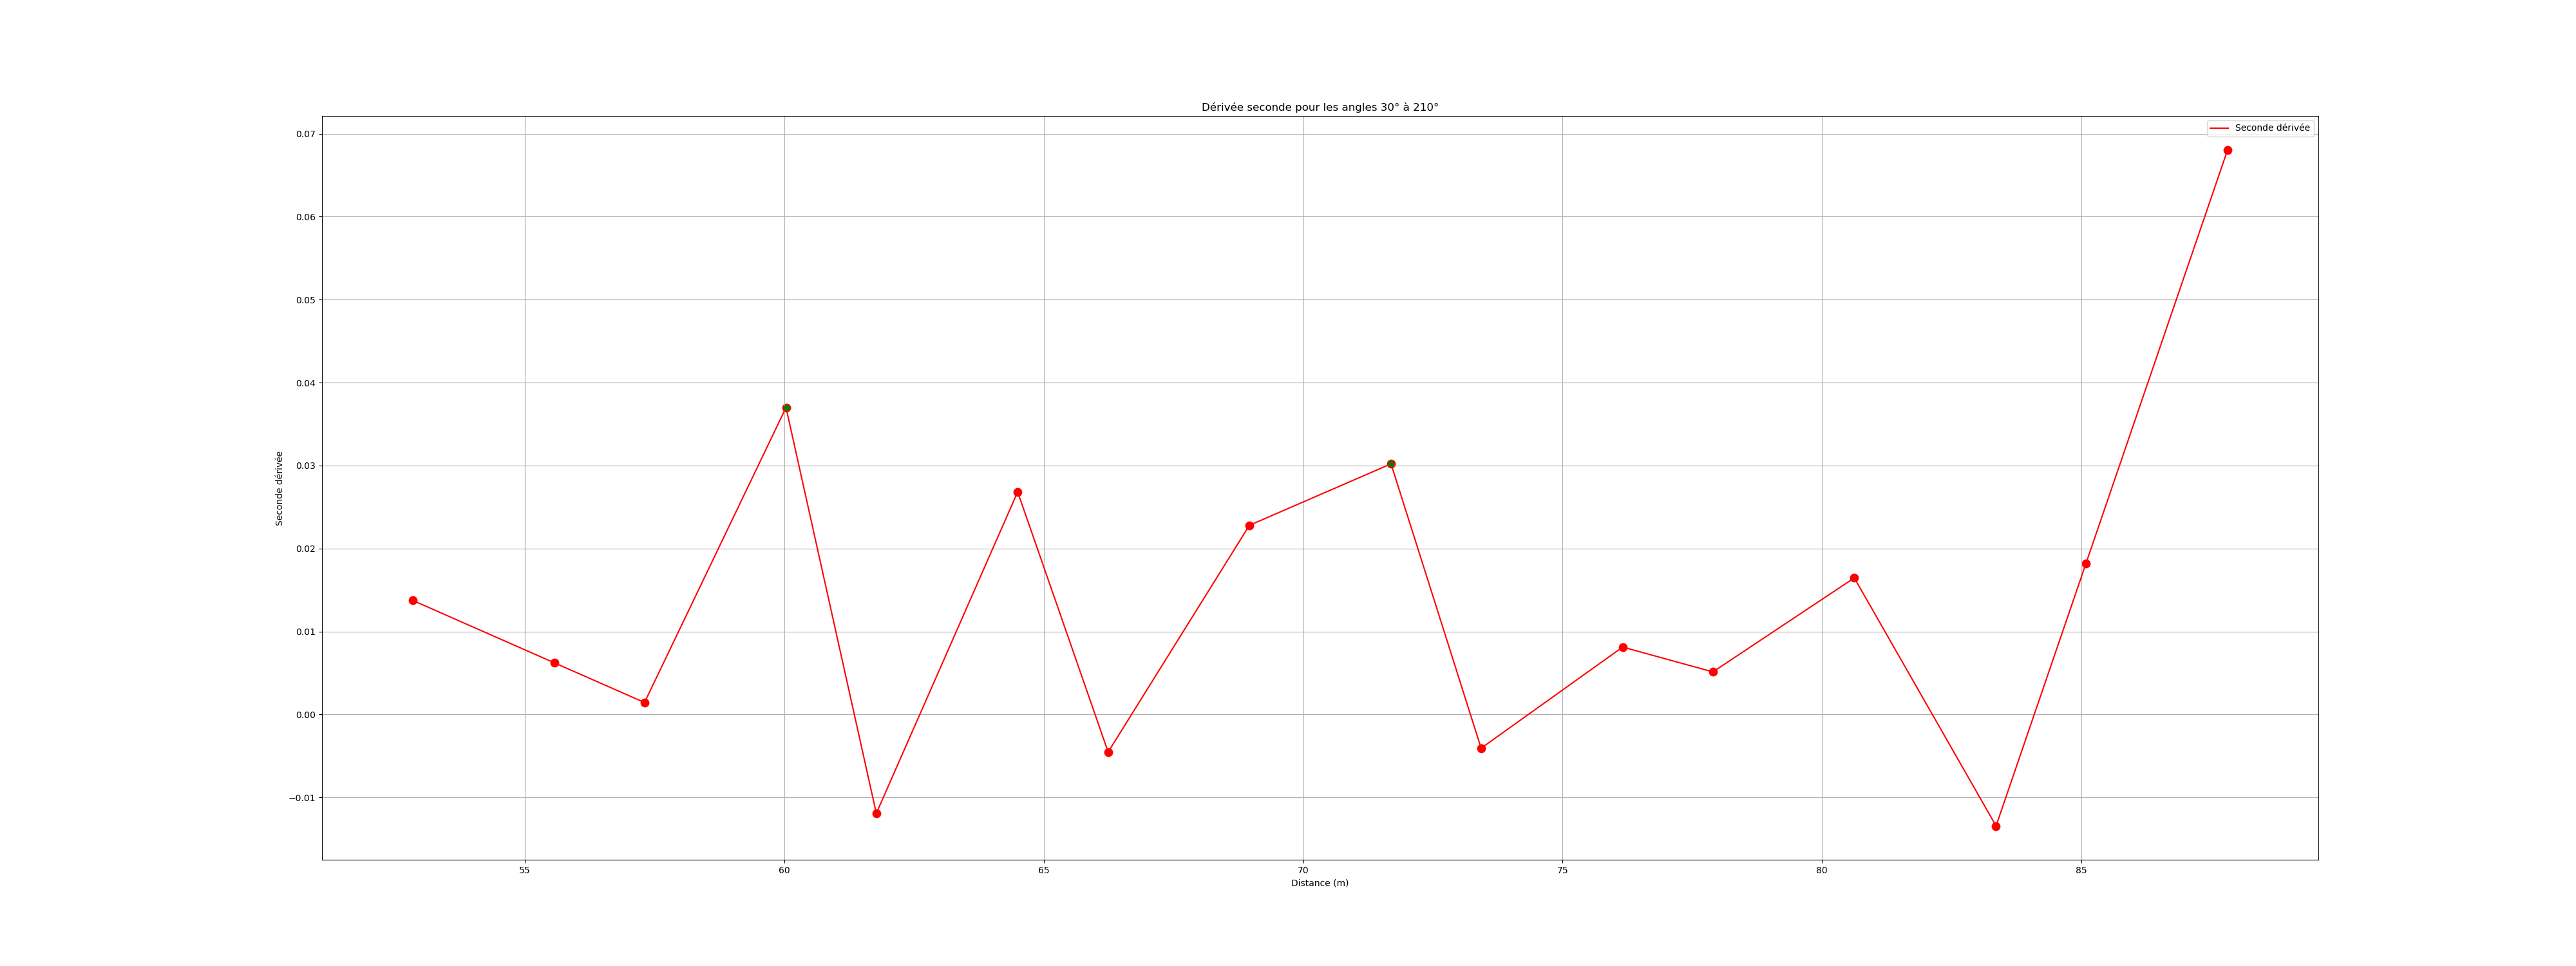 Dérivée seconde pour les angles 30° à 210°
Seconde dérivée
0.07
0.06
0.05
0.04
0.03
0.02
0.01
0.00
−0.01
Seconde dérivée
55 60 65 70 75 80 85
Distance (m)